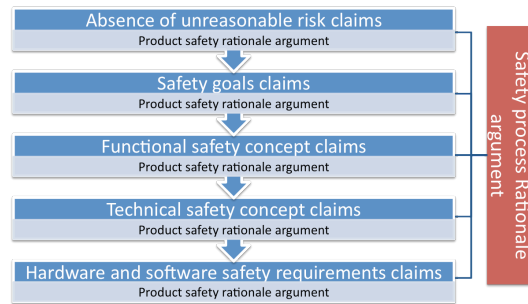 Absence of unreasonable risk claims
Product safety rationale argument
Safety goals claims
Product safety rationale argument
Functional safety concept claims
Product safety rationale argument
Technical safety concept claims
Product safety rationale argument
Hardware and software safety requirements claims
Product safety rationale argument
Safety process Rationale
argument